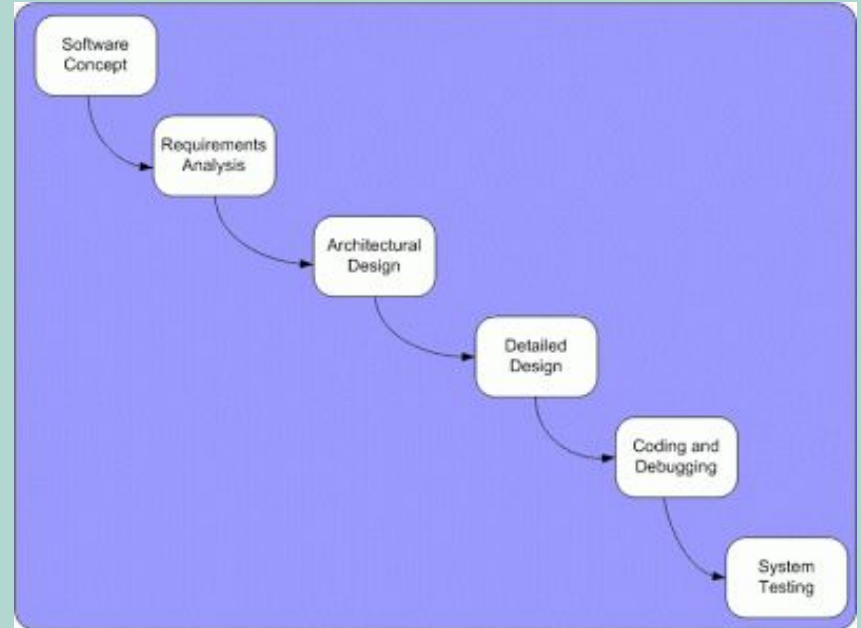 Software
Concept
Requirements
Analysis
Architectural
Design
Detailed
Design
Coding and
Debugging
System
Testing